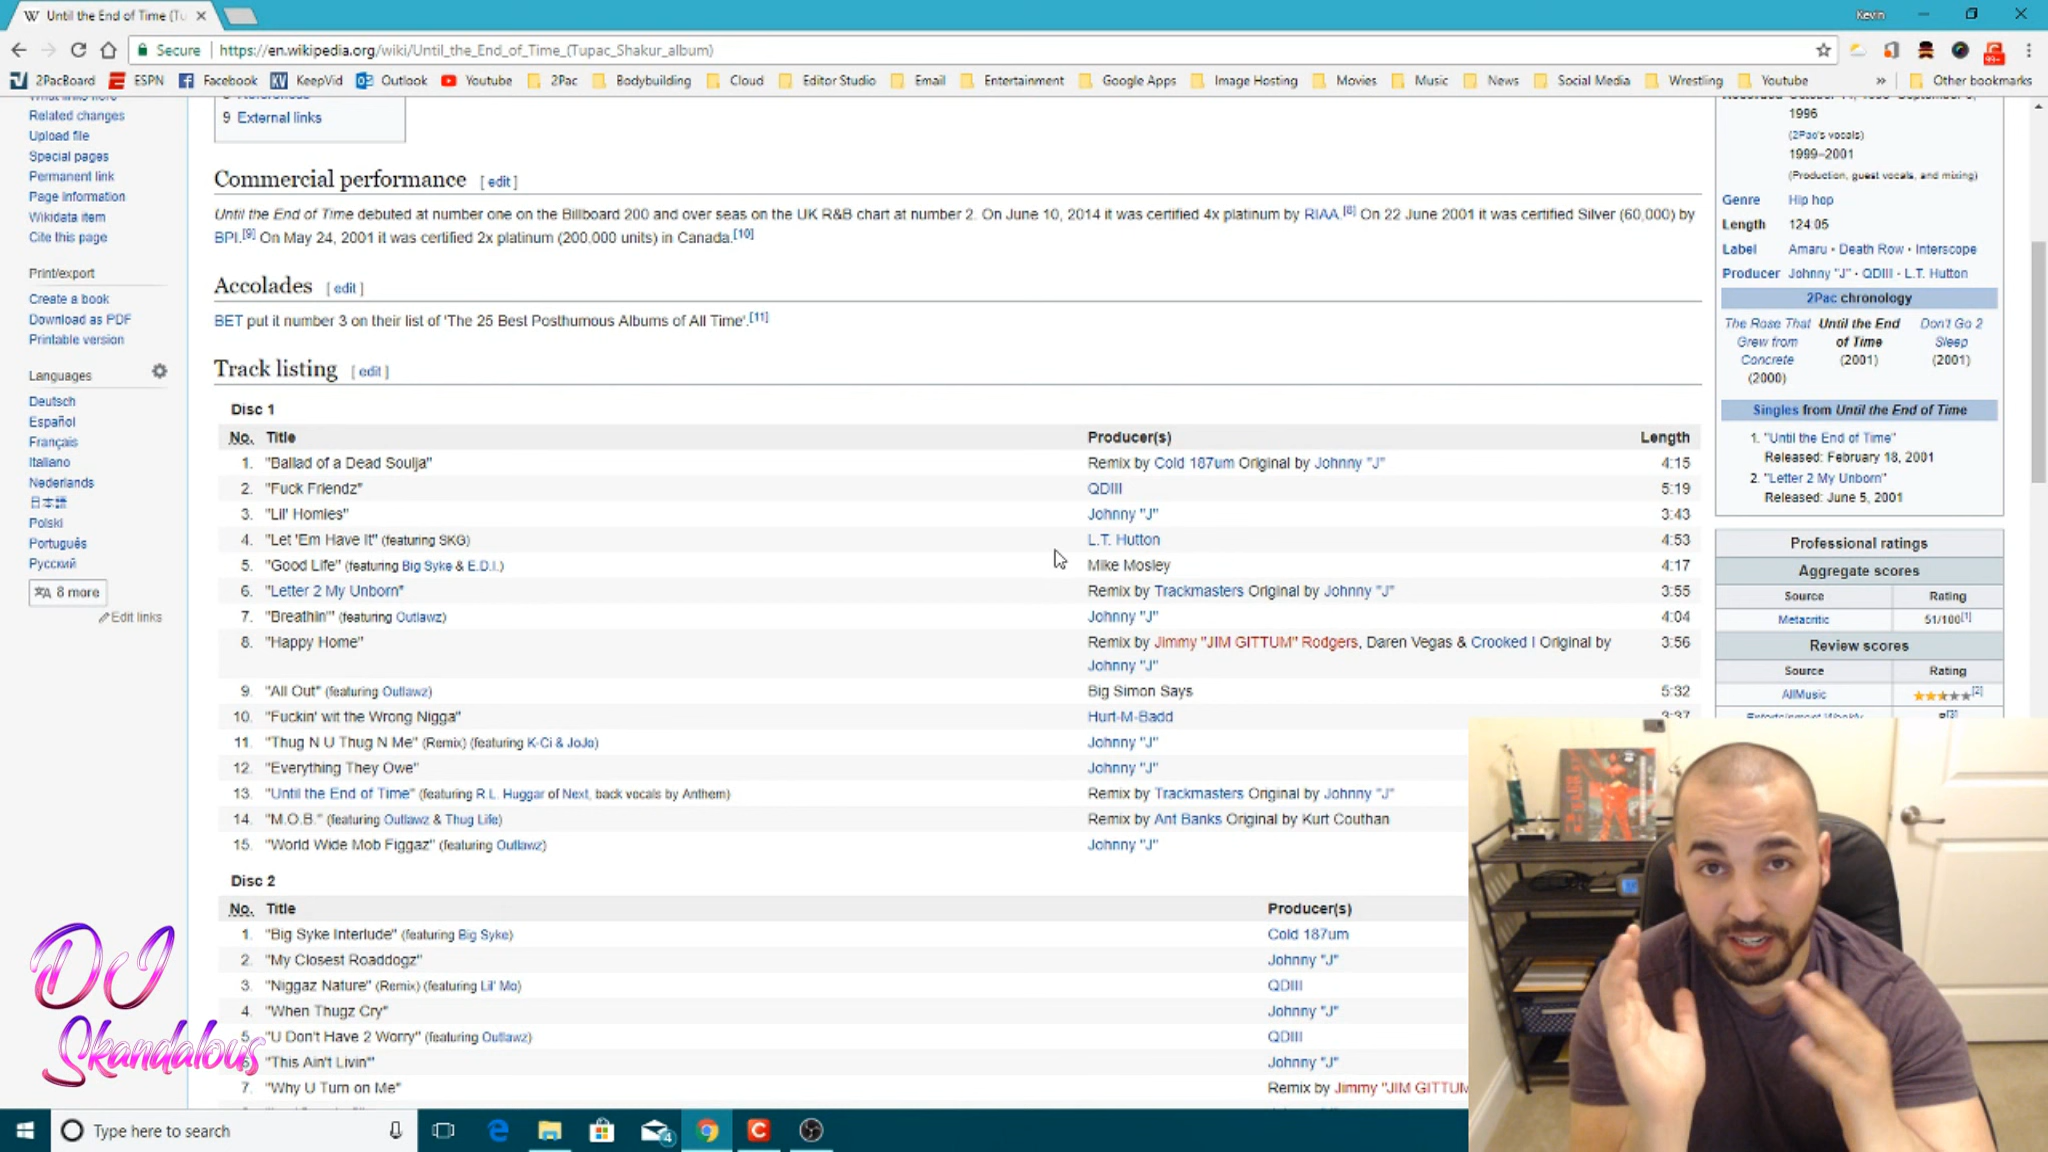 Until the End of Time (Tu
Kevin
Secure
https://en.wikipedia.org/wiki/Until_the_End_of_Time_(Tupac_Shakur_album)
99+
2PacBoard ESPN Facebook KeepVid Outlook Youtube 2Pac Bodybuilding Cloud Editor Studio Email Entertainment Google Apps Image Hosting Movies Music News Social Media Wrestling Youtube » Other bookmarks
What links here
Related changes
Upload file
Special pages
Permanent link
Page information
Wikidata item
Cite this page
Print/export
Create a book
Download as PDF
Printable version
Languages
Deutsch
Español
Français
Italiano
Nederlands
日本語
Polski
Português
Русский
8 more
Edit links
9 External links
Commercial performance [ edit ]
Until the End of Time debuted at number one on the Billboard 200 and over seas on the UK R&B chart at number 2. On June 10, 2014 it was certified 4x platinum by RIAA.[8] On 22 June 2001 it was certified Silver (60,000) by
BPI.[9] On May 24, 2001 it was certified 2x platinum (200,000 units) in Canada.[10]
Accolades [ edit ]
BET put it number 3 on their list of 'The 25 Best Posthumous Albums of All Time'.[11]
Track listing [ edit ]
Disc 1
No. Title Producer(s) Length
1. "Ballad of a Dead Soulja" Remix by Cold 187um Original by Johnny "J" 4:15
2. "Fuck Friendz" QDIII 5:19
3. "Lil' Homies" Johnny "J" 3:43
4. "Let 'Em Have It" (featuring SKG) L.T. Hutton 4:53
5. "Good Life" (featuring Big Syke & E.D.I.) Mike Mosley 4:17
6. "Letter 2 My Unborn" Remix by Trackmasters Original by Johnny "J" 3:55
7. "Breathin'" (featuring Outlawz) Johnny "J" 4:04
8. "Happy Home" Remix by Jimmy "JIM GITTUM" Rodgers, Daren Vegas & Crooked I Original by 3:56
Johnny "J"
9. "All Out" (featuring Outlawz) Big Simon Says 5:32
10. "Fuckin' wit the Wrong Nigga" Hurt-M-Badd 3:37
11. "Thug N U Thug N Me" (Remix) (featuring K-Ci & JoJo) Johnny "J"
12. "Everything They Owe" Johnny "J"
13. "Until the End of Time" (featuring R.L. Huggar of Next, back vocals by Anthem) Remix by Trackmasters Original by Johnny "J"
14. "M.O.B." (featuring Outlawz & Thug Life) Remix by Ant Banks Original by Kurt Couthan
15. "World Wide Mob Figgaz" (featuring Outlawz) Johnny "J"
Disc 2
No. Title Producer(s)
1. "Big Syke Interlude" (featuring Big Syke) Cold 187um
2. "My Closest Roaddogz" Johnny "J"
3. "Niggaz Nature" (Remix) (featuring Lil' Mo) QDIII
4. "When Thugz Cry" Johnny "J"
5. "U Don't Have 2 Worry" (featuring Outlawz) QDIII
"This Ain't Livin'" Johnny "J"
7. "Why U Turn on Me" Remix by Jimmy "JIM GITTUM
1996
(2Pac's vocals)
1999–2001
(Production, guest vocals, and mixing)
Genre Hip hop
Length 124:05
Label Amaru · Death Row · Interscope
Producer Johnny "J" · QDIII · L.T. Hutton
2Pac chronology
The Rose That Until the End Don't Go 2
Grew from of Time Sleep
Concrete (2001) (2001)
(2000)
Singles from Until the End of Time
1. "Until the End of Time"
Released: February 18, 2001
2. "Letter 2 My Unborn"
Released: June 5, 2001
Professional ratings
Aggregate scores
Source Rating
Metacritic 51/100[1]
Review scores
Source Rating
AllMusic [2]
Entertainment Weekly B[3]
DJ
Skandalous
Type here to search
4